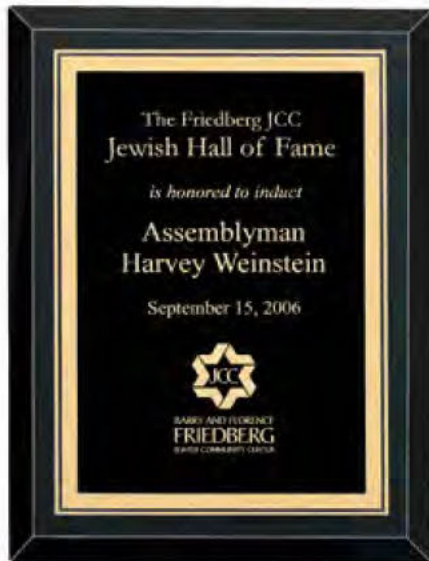 The Friedberg JCC
Jewish Hall of Fame
is honored to induct
Assemblyman
Harvey Weinstein
September 15, 2006
JCC
BARRY AND FLORENCE
FRIEDBERG
JEWISH COMMUNITY CENTER